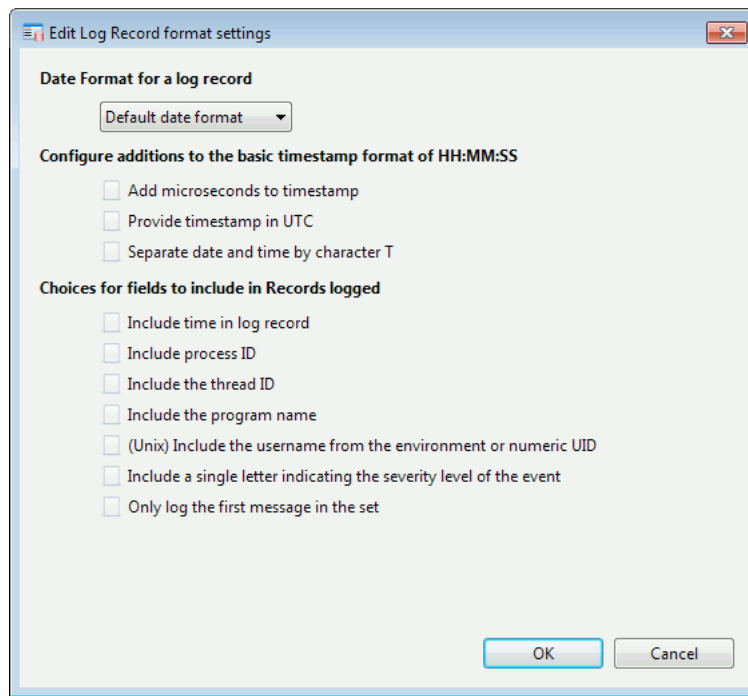 Edit Log Record format settings
Date Format for a log record
Default date format
Configure additions to the basic timestamp format of HH:MM:SS
Add microseconds to timestamp
Provide timestamp in UTC
Separate date and time by character T
Choices for fields to include in Records logged
Include time in log record
Include process ID
Include the thread ID
Include the program name
(Unix) Include the username from the environment or numeric UID
Include a single letter indicating the severity level of the event
Only log the first message in the set
OK Cancel